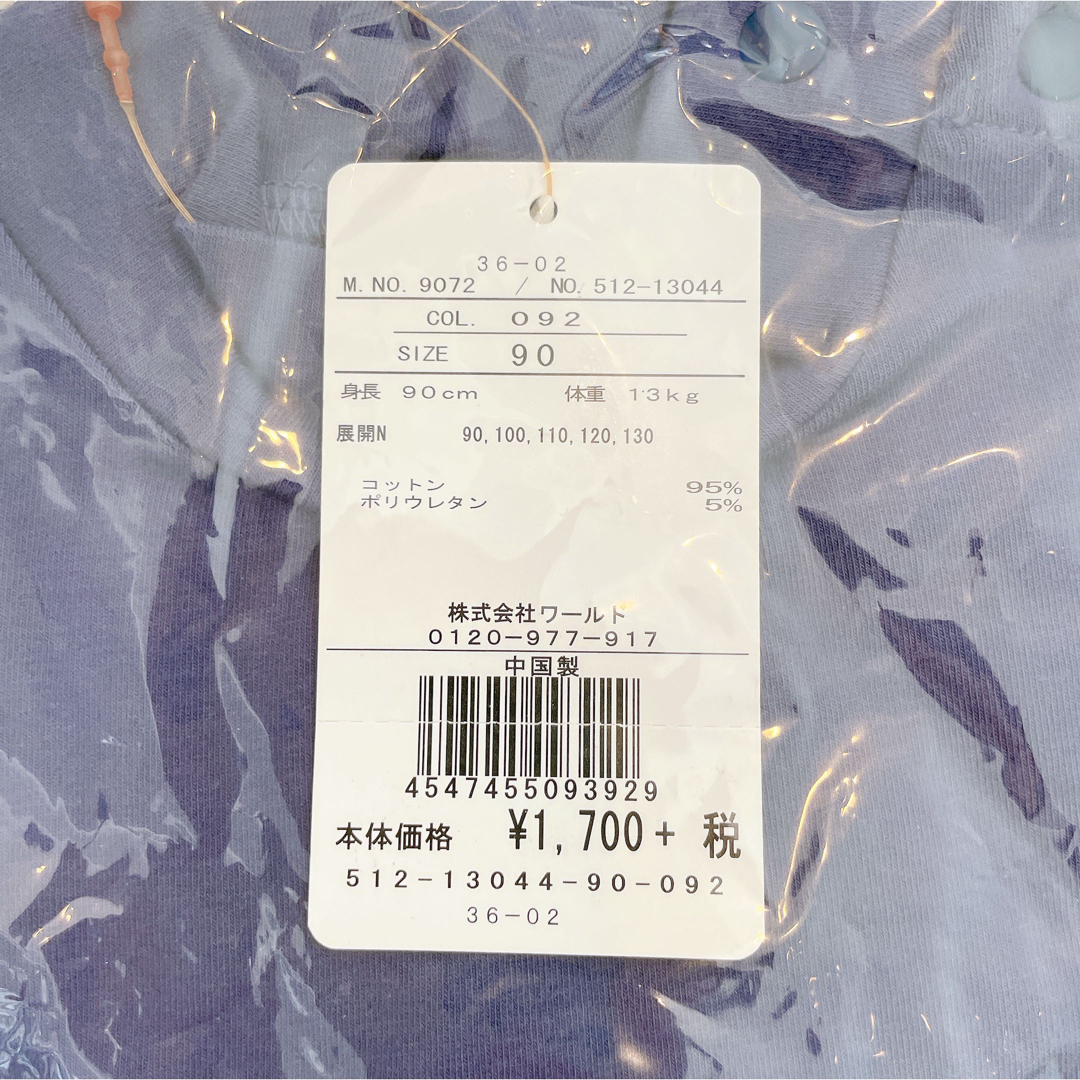 36-02
M.NO. 9072 / NO. 512-13044
COL. 092
SIZE 90
身長 90cm 体重 13kg
展開N 90,100,110,120,130
コットン 95%
ポリウレタン 5%
株式会社ワールド
0120-977-917
中国製
4547455093929
本体価格 ¥1,700+ 税
512-13044-90-092
36-02